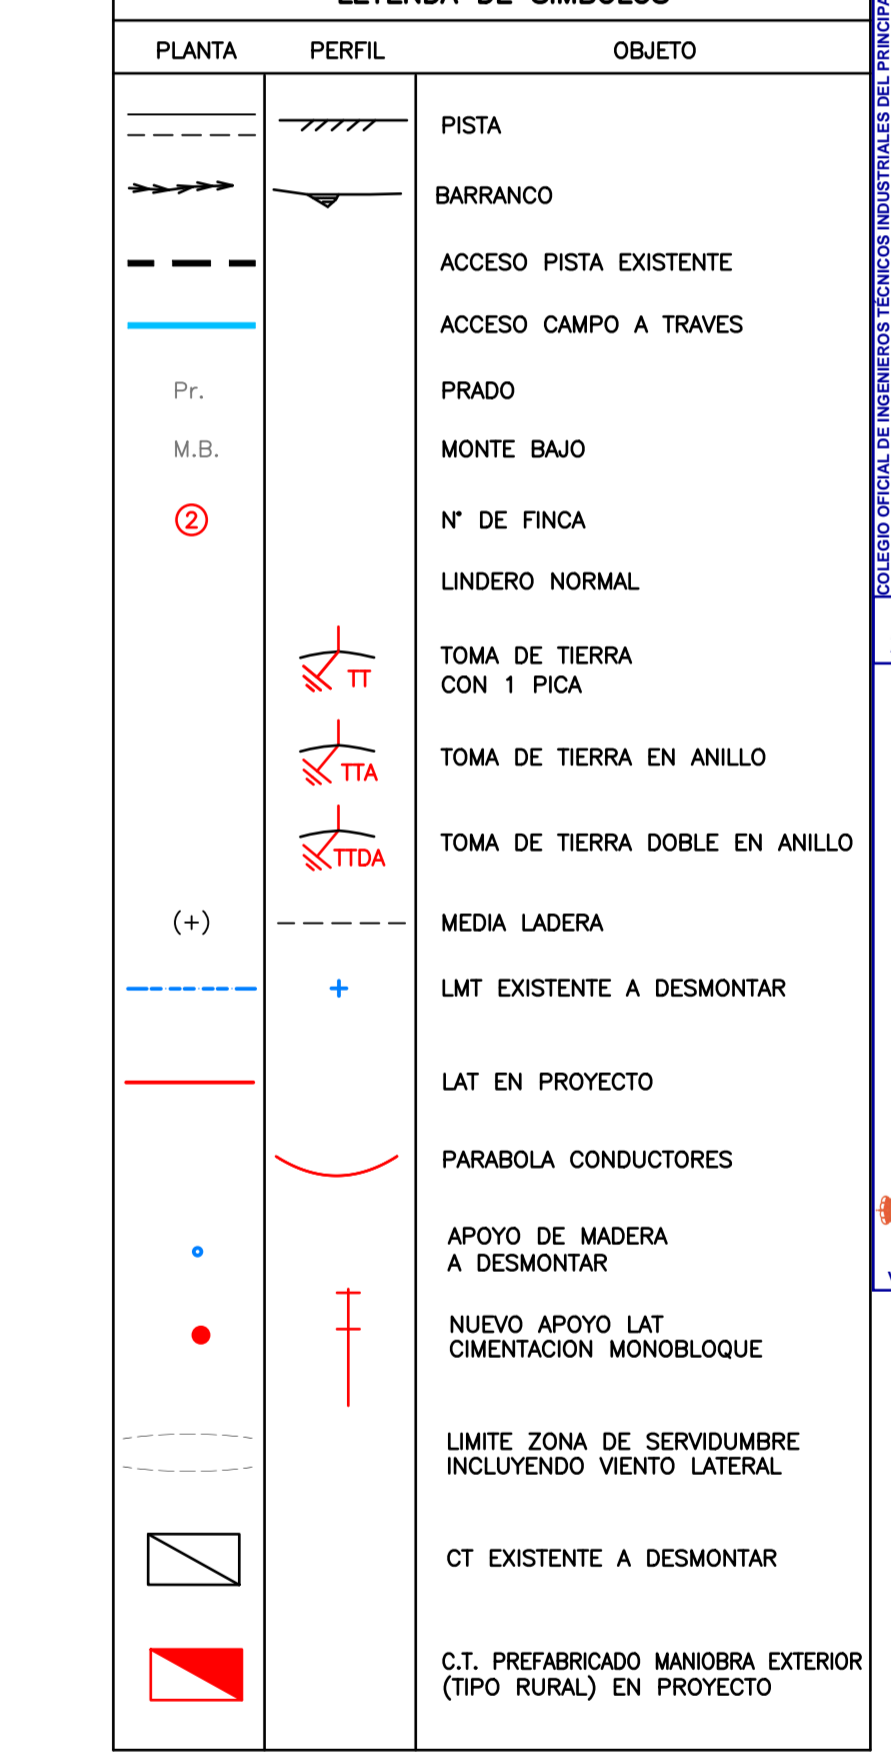 LEYENDA DE SIMBOLOS
PLANTA PERFIL OBJETO
PISTA
BARRANCO
ACCESO PISTA EXISTENTE
ACCESO CAMPO A TRAVES
Pr. PRADO
M.B. MONTE BAJO
2 N° DE FINCA
LINDERO NORMAL
TT TOMA DE TIERRA
CON 1 PICA
TTA TOMA DE TIERRA EN ANILLO
TTDA TOMA DE TIERRA DOBLE EN ANILLO
(+) MEDIA LADERA
LMT EXISTENTE A DESMONTAR
LAT EN PROYECTO
PARABOLA CONDUCTORES
APOYO DE MADERA
A DESMONTAR
NUEVO APOYO LAT
CIMENTACION MONOBLOQUE
LIMITE ZONA DE SERVIDUMBRE
INCLUYENDO VIENTO LATERAL
CT EXISTENTE A DESMONTAR
C.T. PREFABRICADO MANIOBRA EXTERIOR
(TIPO RURAL) EN PROYECTO
COLEGIO OFICIAL DE INGENIEROS TÉCNICOS INDUSTRIALES DEL